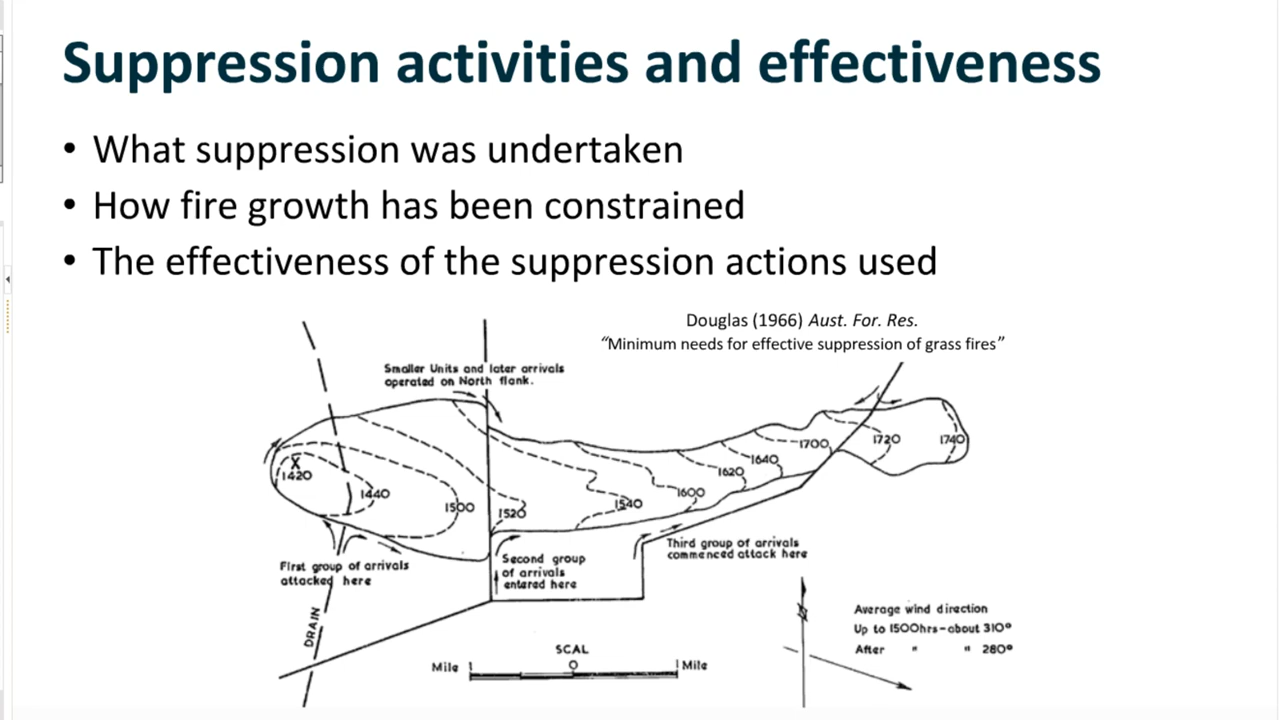 Suppression activities and effectiveness
• What suppression was undertaken
• How fire growth has been constrained
• The effectiveness of the suppression actions used
Douglas (1966) Aust. For. Res.
“Minimum needs for effective suppression of grass fires”
Smaller Units and later arrivals
operated on North flank.
X
1420
1440
1500
1520
1540
1600
1620
1640
1700
1720
1740
First group of arrivals
attacked here
Second group
of arrivals
entered here
Third group of arrivals
commenced attack here
DRAIN
SCAL
Mile 1 0 1 Mile
Average wind direction
Up to 1500hrs-about 310°
After " " 280°